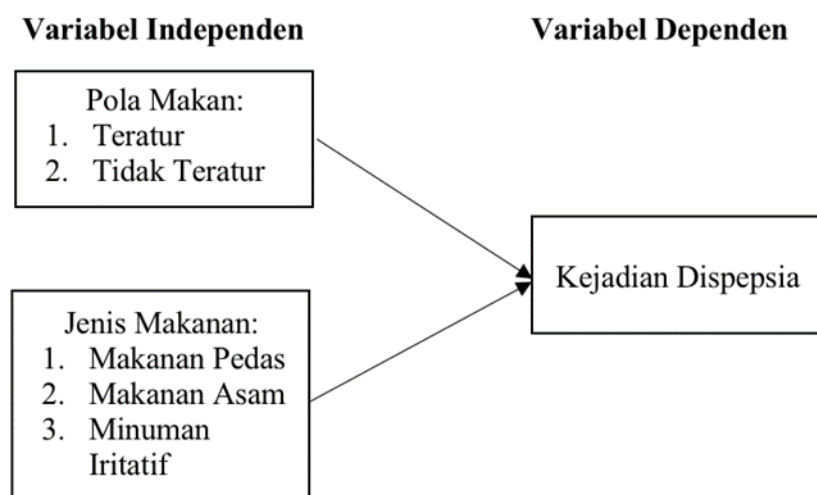 Variabel Independen
Variabel Dependen
Pola Makan:
1. Teratur
2. Tidak Teratur
Kejadian Dispepsia
Jenis Makanan:
1. Makanan Pedas
2. Makanan Asam
3. Minuman
Iritatif